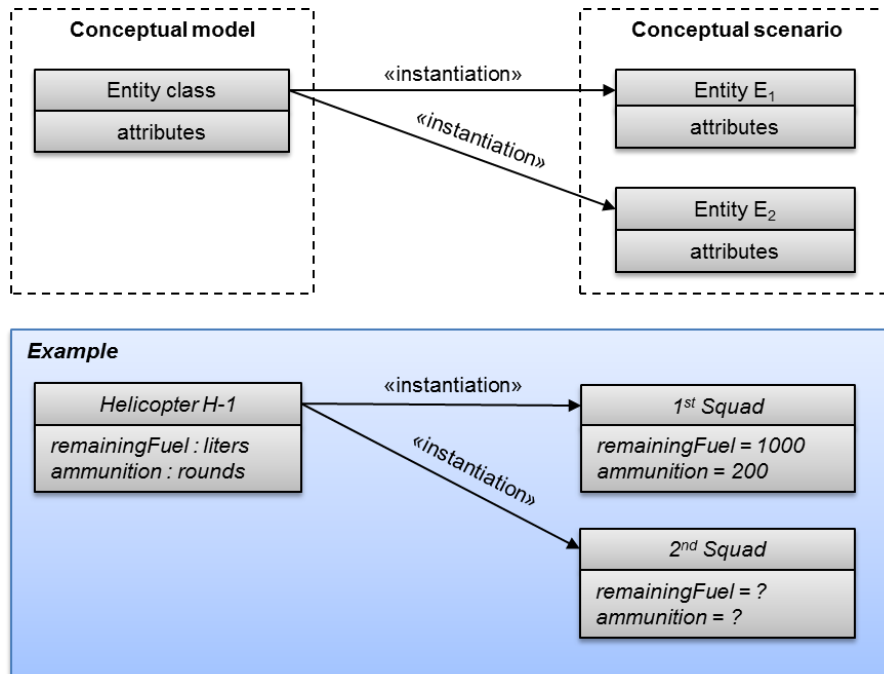 Conceptual model
Conceptual scenario
Entity class
attributes
«instantiation»
«instantiation»
Entity E₁
attributes
Entity E₂
attributes
Example
Helicopter H-1
remainingFuel : liters
ammunition : rounds
«instantiation»
«instantiation»
1st Squad
remainingFuel = 1000
ammunition = 200
2nd Squad
remainingFuel = ?
ammunition = ?